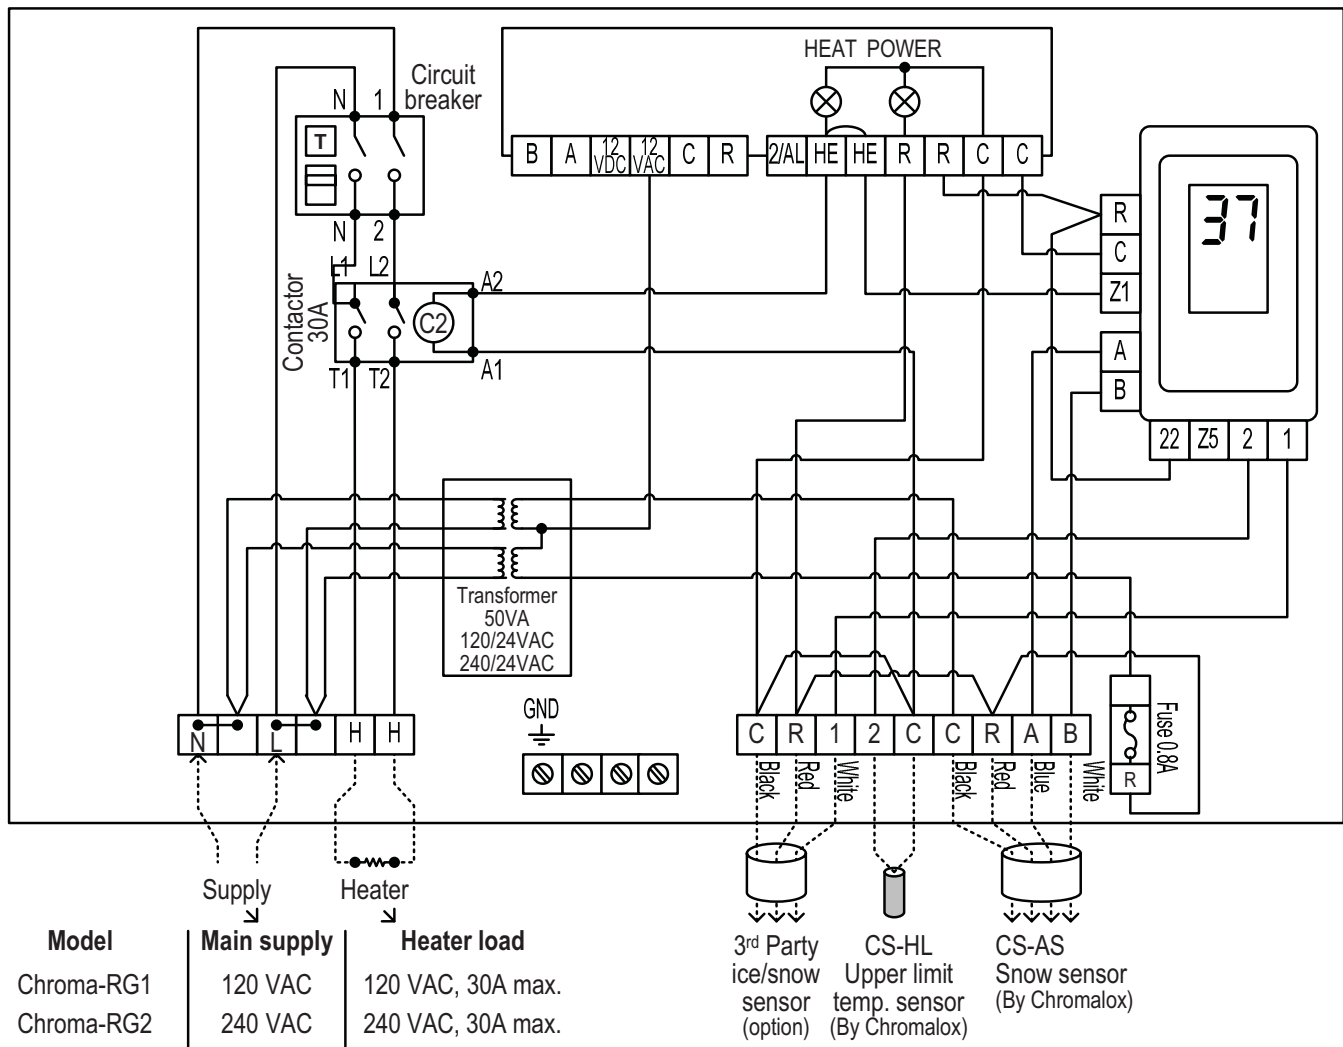 HEAT POWER
Circuit
breaker
N 1
T
B A 12 VDC 12 VAC C R 2/AL HE HE R R C C
37
R
C
Z1
A
B
22 Z5 2 1
N 2
L1 L2
Contactor
30A
C2
A2
A1
T1 T2
Transformer
50VA
120/24VAC
240/24VAC
GND
N L H H
C R 1 2 C C R A B
Black Red White Black Red Blue White
Fuse 0.8A
R
Supply
Heater
3rd Party
ice/snow
sensor
(option)
CS-HL
Upper limit
temp. sensor
(By Chromalox)
CS-AS
Snow sensor
(By Chromalox)
Model Main supply Heater load
Chroma-RG1 120 VAC 120 VAC, 30A max.
Chroma-RG2 240 VAC 240 VAC, 30A max.